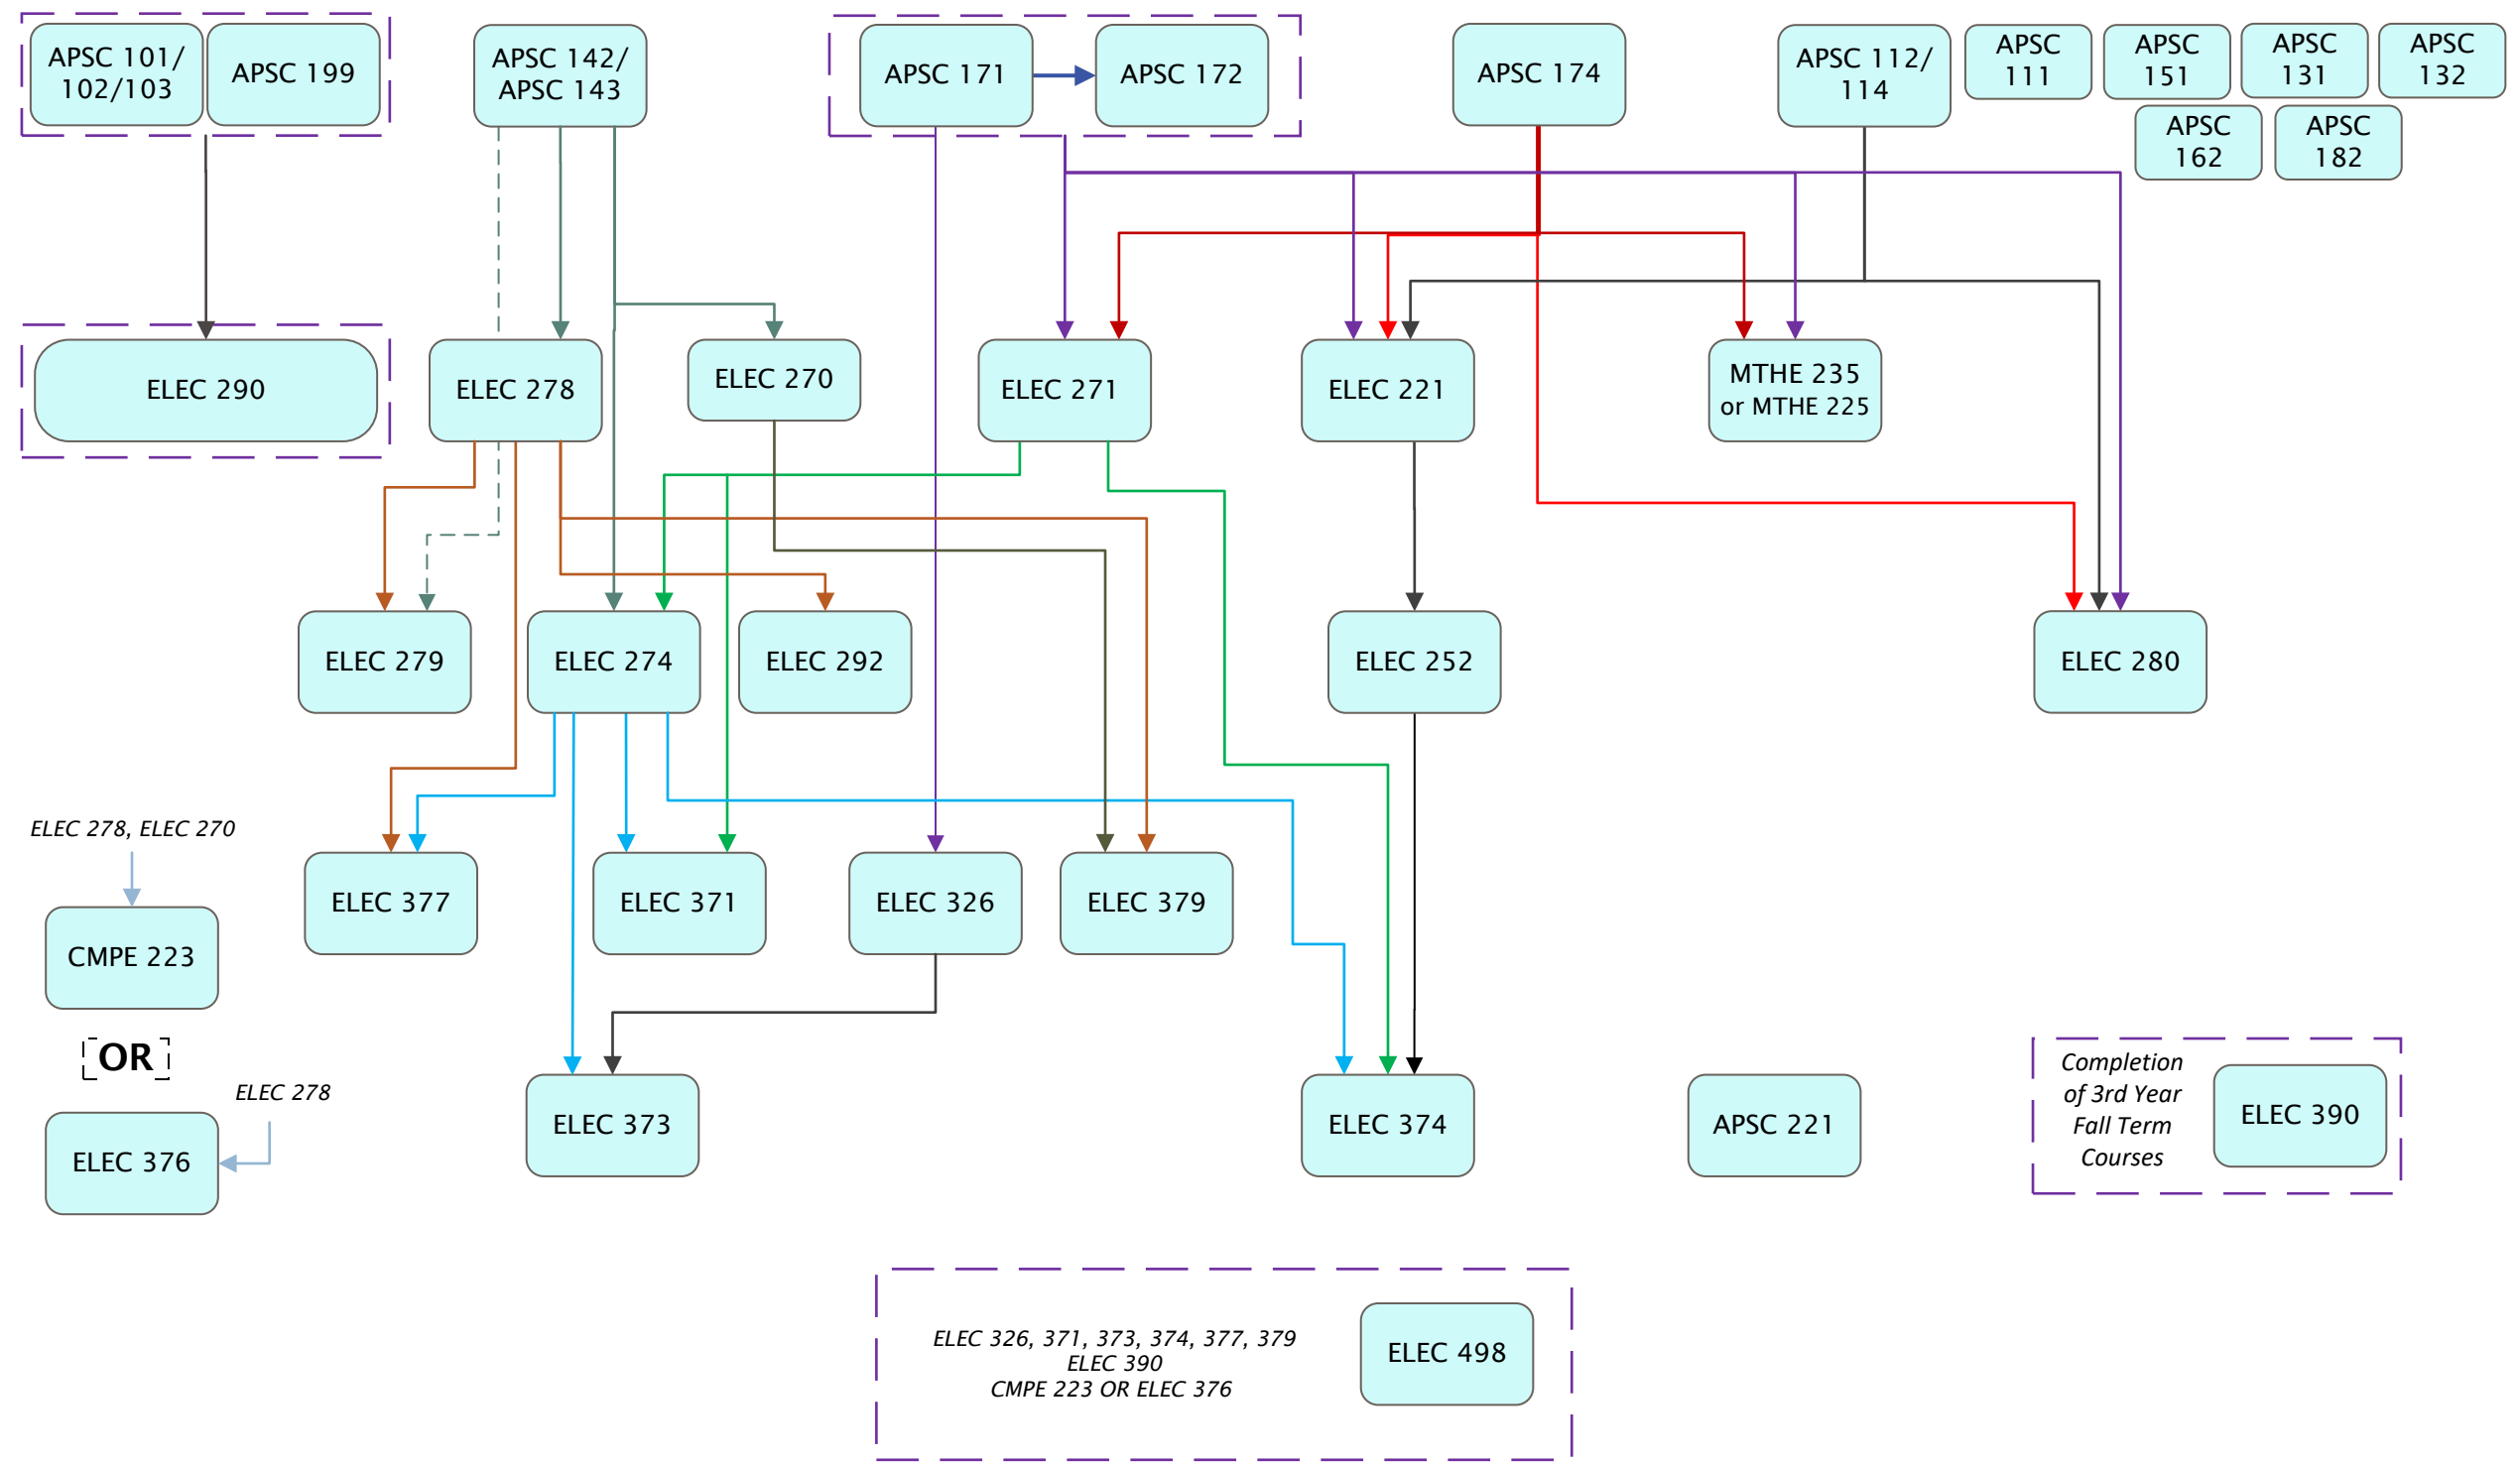 APSC 101/
102/103
APSC 199
APSC 142/
APSC 143
APSC 171
APSC 172
APSC 174
APSC 112/
114
APSC
111
APSC
151
APSC
131
APSC
132
APSC
162
APSC
182
ELEC 290
ELEC 278
ELEC 270
ELEC 271
ELEC 221
MTHE 235
or MTHE 225
ELEC 279
ELEC 274
ELEC 292
ELEC 252
ELEC 280
ELEC 278, ELEC 270
CMPE 223
ELEC 377
ELEC 371
ELEC 326
ELEC 379
OR
ELEC 278
ELEC 376
ELEC 373
ELEC 374
APSC 221
Completion
of 3rd Year
Fall Term
Courses
ELEC 390
ELEC 326, 371, 373, 374, 377, 379
ELEC 390
CMPE 223 OR ELEC 376
ELEC 498